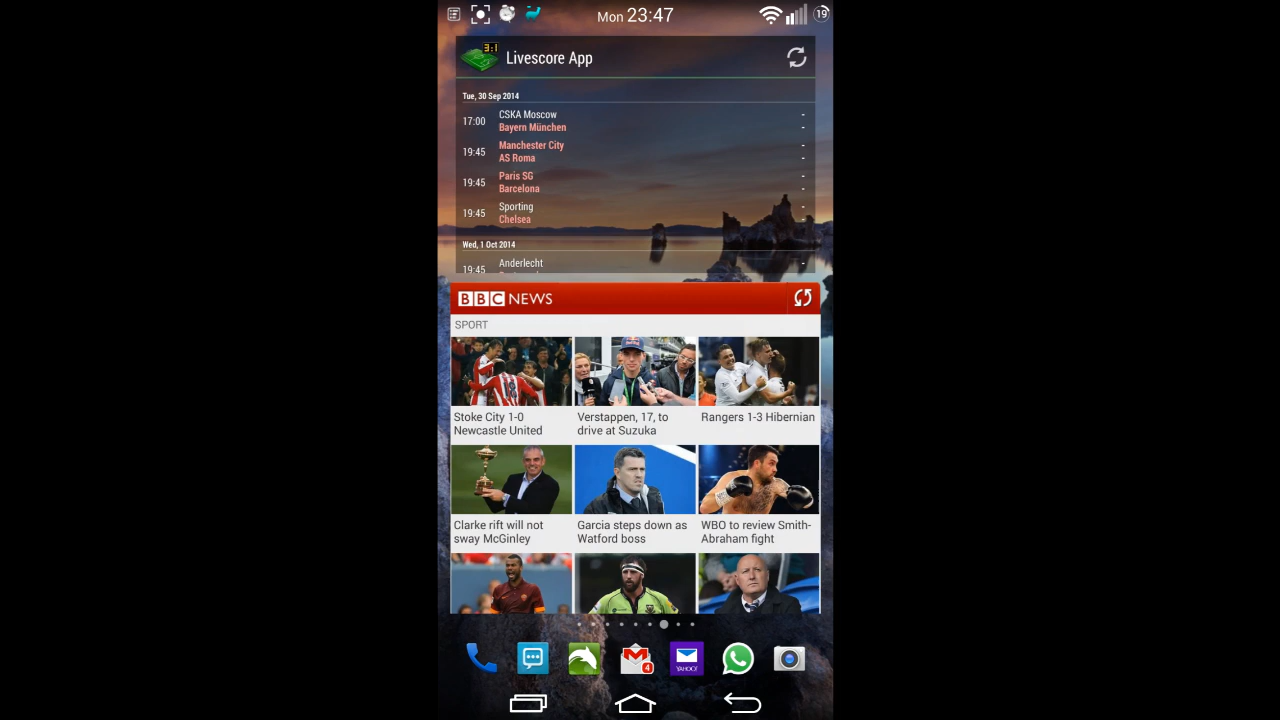 Mon 23:47
19
3:1
Livescore App
Tue, 30 Sep 2014
17:00
CSKA Moscow -
Bayern München -
19:45
Manchester City -
AS Roma -
19:45
Paris SG -
Barcelona -
19:45
Sporting -
Chelsea -
Wed, 1 Oct 2014
19:45
Anderlecht -
BBC NEWS
SPORT
Stoke City 1-0
Newcastle United
Verstappen, 17, to
drive at Suzuka
Rangers 1-3 Hibernian
Clarke rift will not
sway McGinley
Garcia steps down as
Watford boss
WBO to review Smith-
Abraham fight
4
YAHOO!